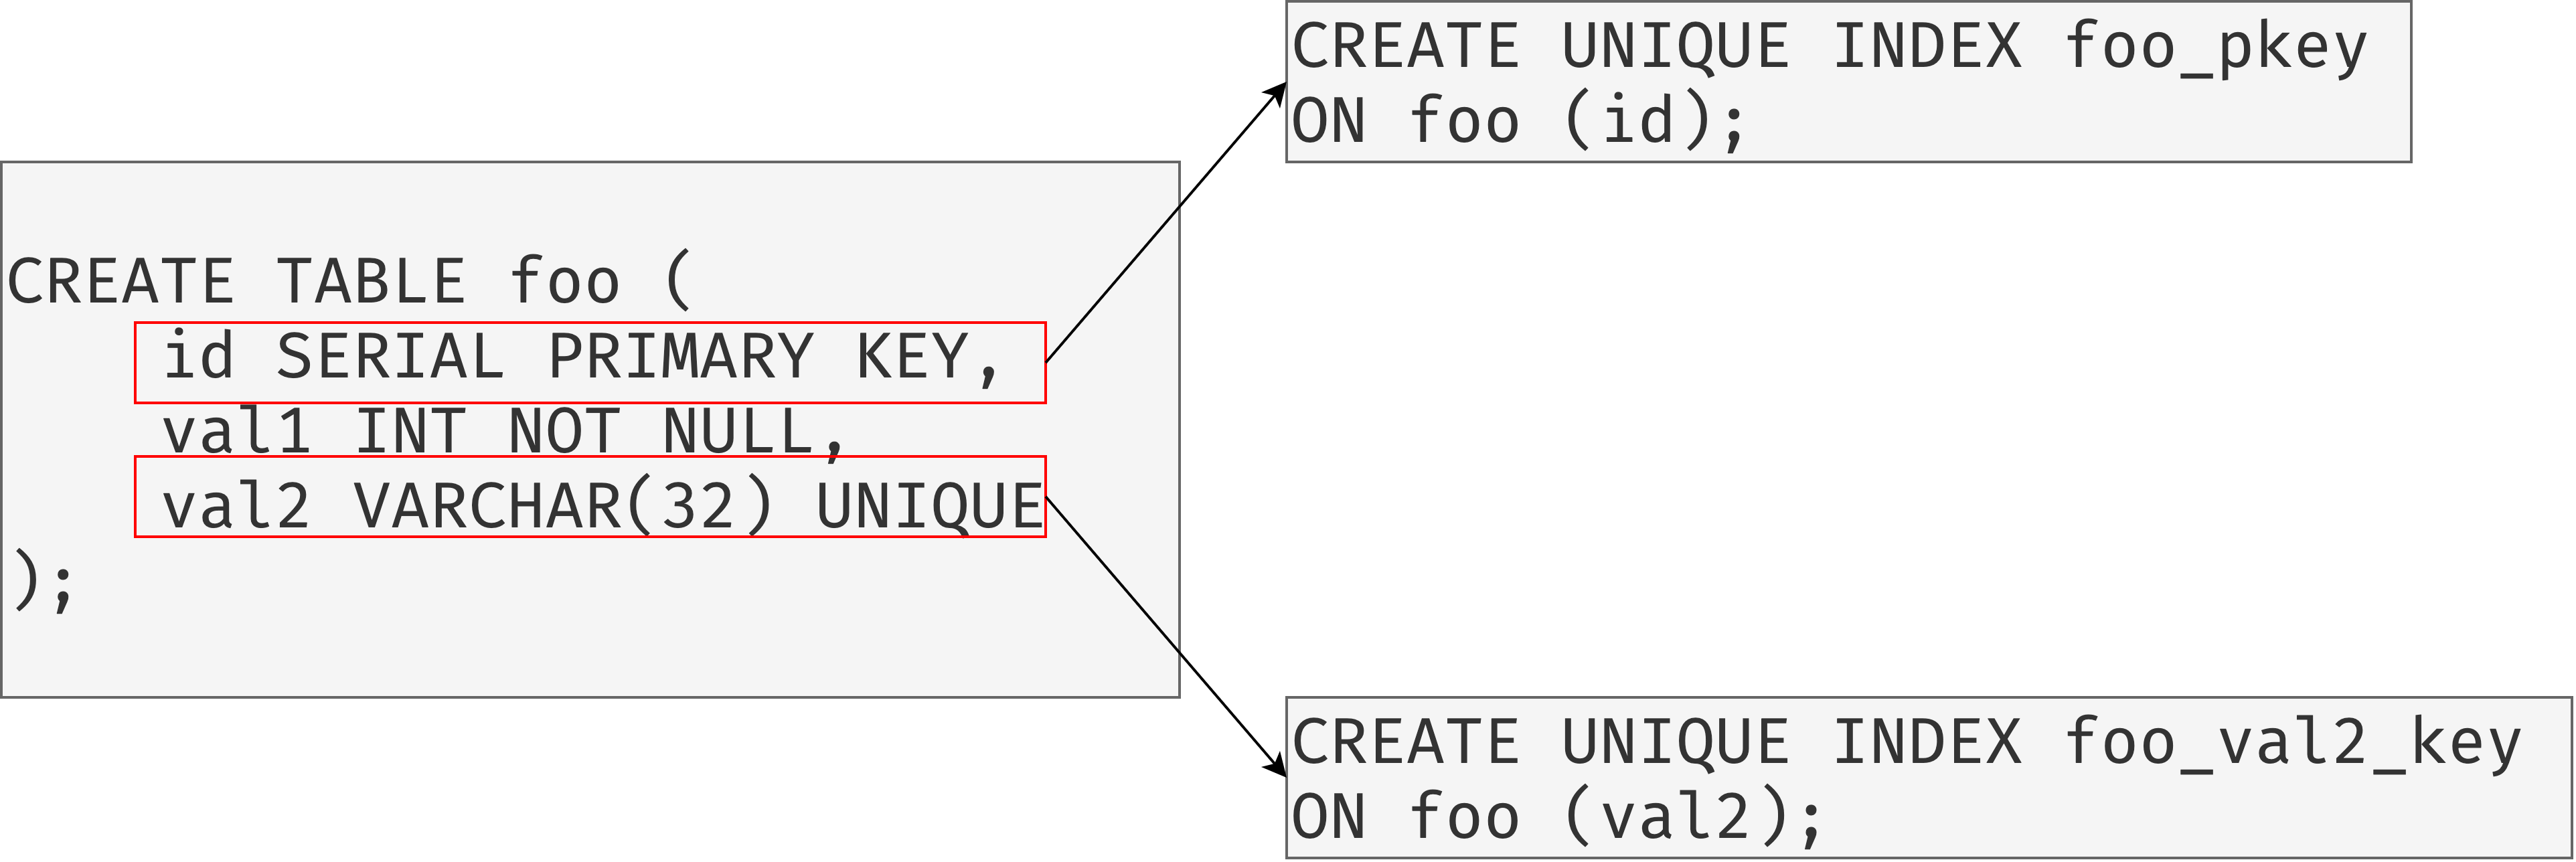 CREATE UNIQUE INDEX foo_pkey
ON foo (id);
CREATE TABLE foo (
id SERIAL PRIMARY KEY,
val1 INT NOT NULL,
val2 VARCHAR(32) UNIQUE
);
CREATE UNIQUE INDEX foo_val2_key
ON foo (val2);